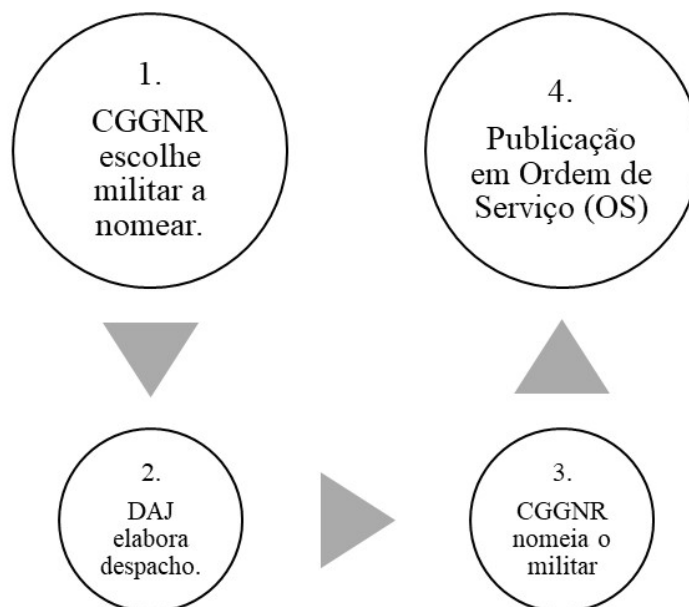 1.
CGGNR
escolhe
militar a
nomear.
2.
DAJ
elabora
despacho.
3.
CGGNR
nomeia o
militar
4.
Publicação
em Ordem de
Serviço (OS)